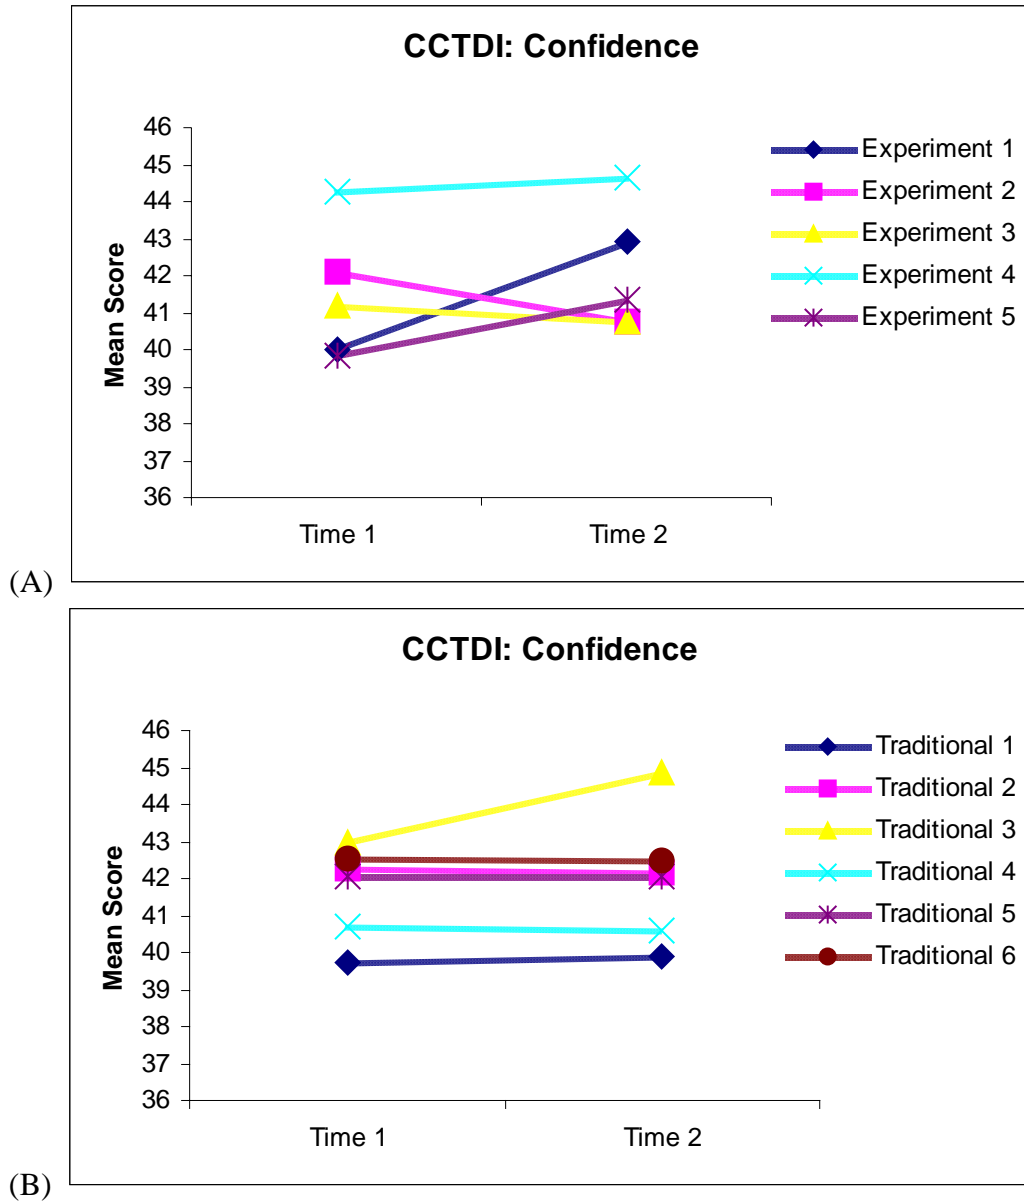 CCTDI: Confidence
46
45
44
43
42
41
40
39
38
37
36
Mean Score
Time 1 Time 2
Experiment 1
Experiment 2
Experiment 3
Experiment 4
Experiment 5
(A)
CCTDI: Confidence
46
45
44
43
42
41
40
39
38
37
36
Mean Score
Time 1 Time 2
Traditional 1
Traditional 2
Traditional 3
Traditional 4
Traditional 5
Traditional 6
(B)